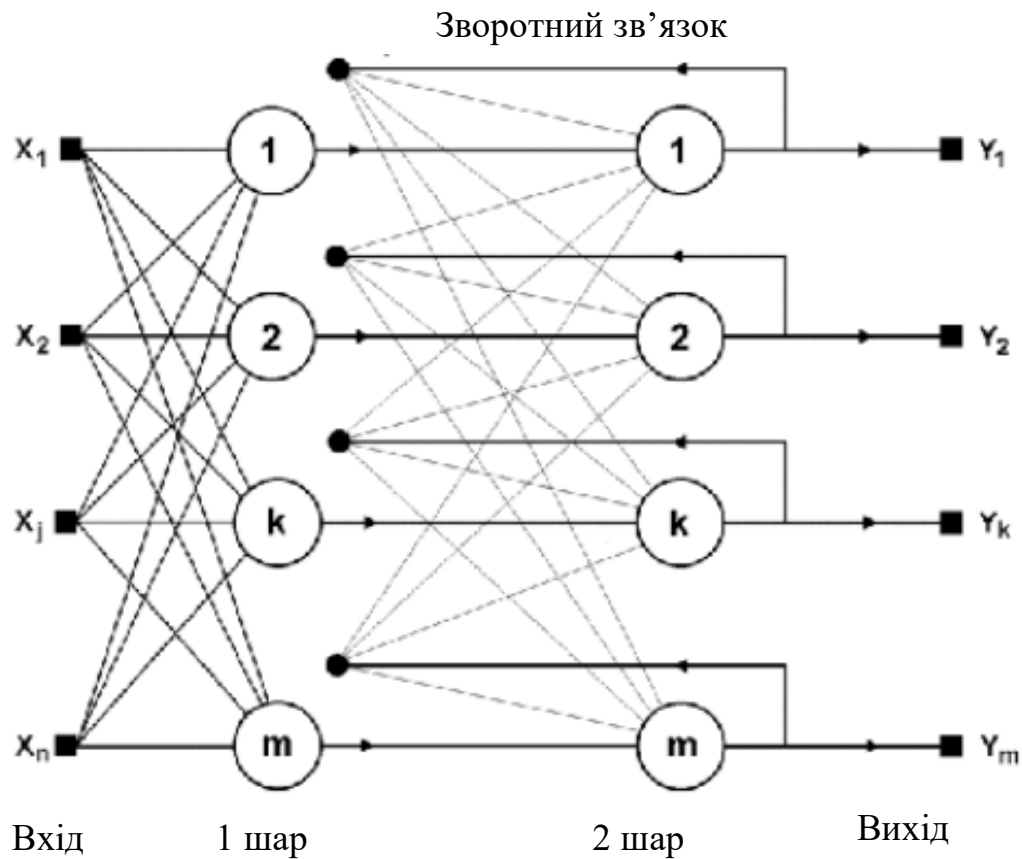 Зворотний зв’язок
X1 1 1 Y1
X2 2 2 Y2
Xj k k Yk
Xn m m Ym
Вхід 1 шар 2 шар Вихід